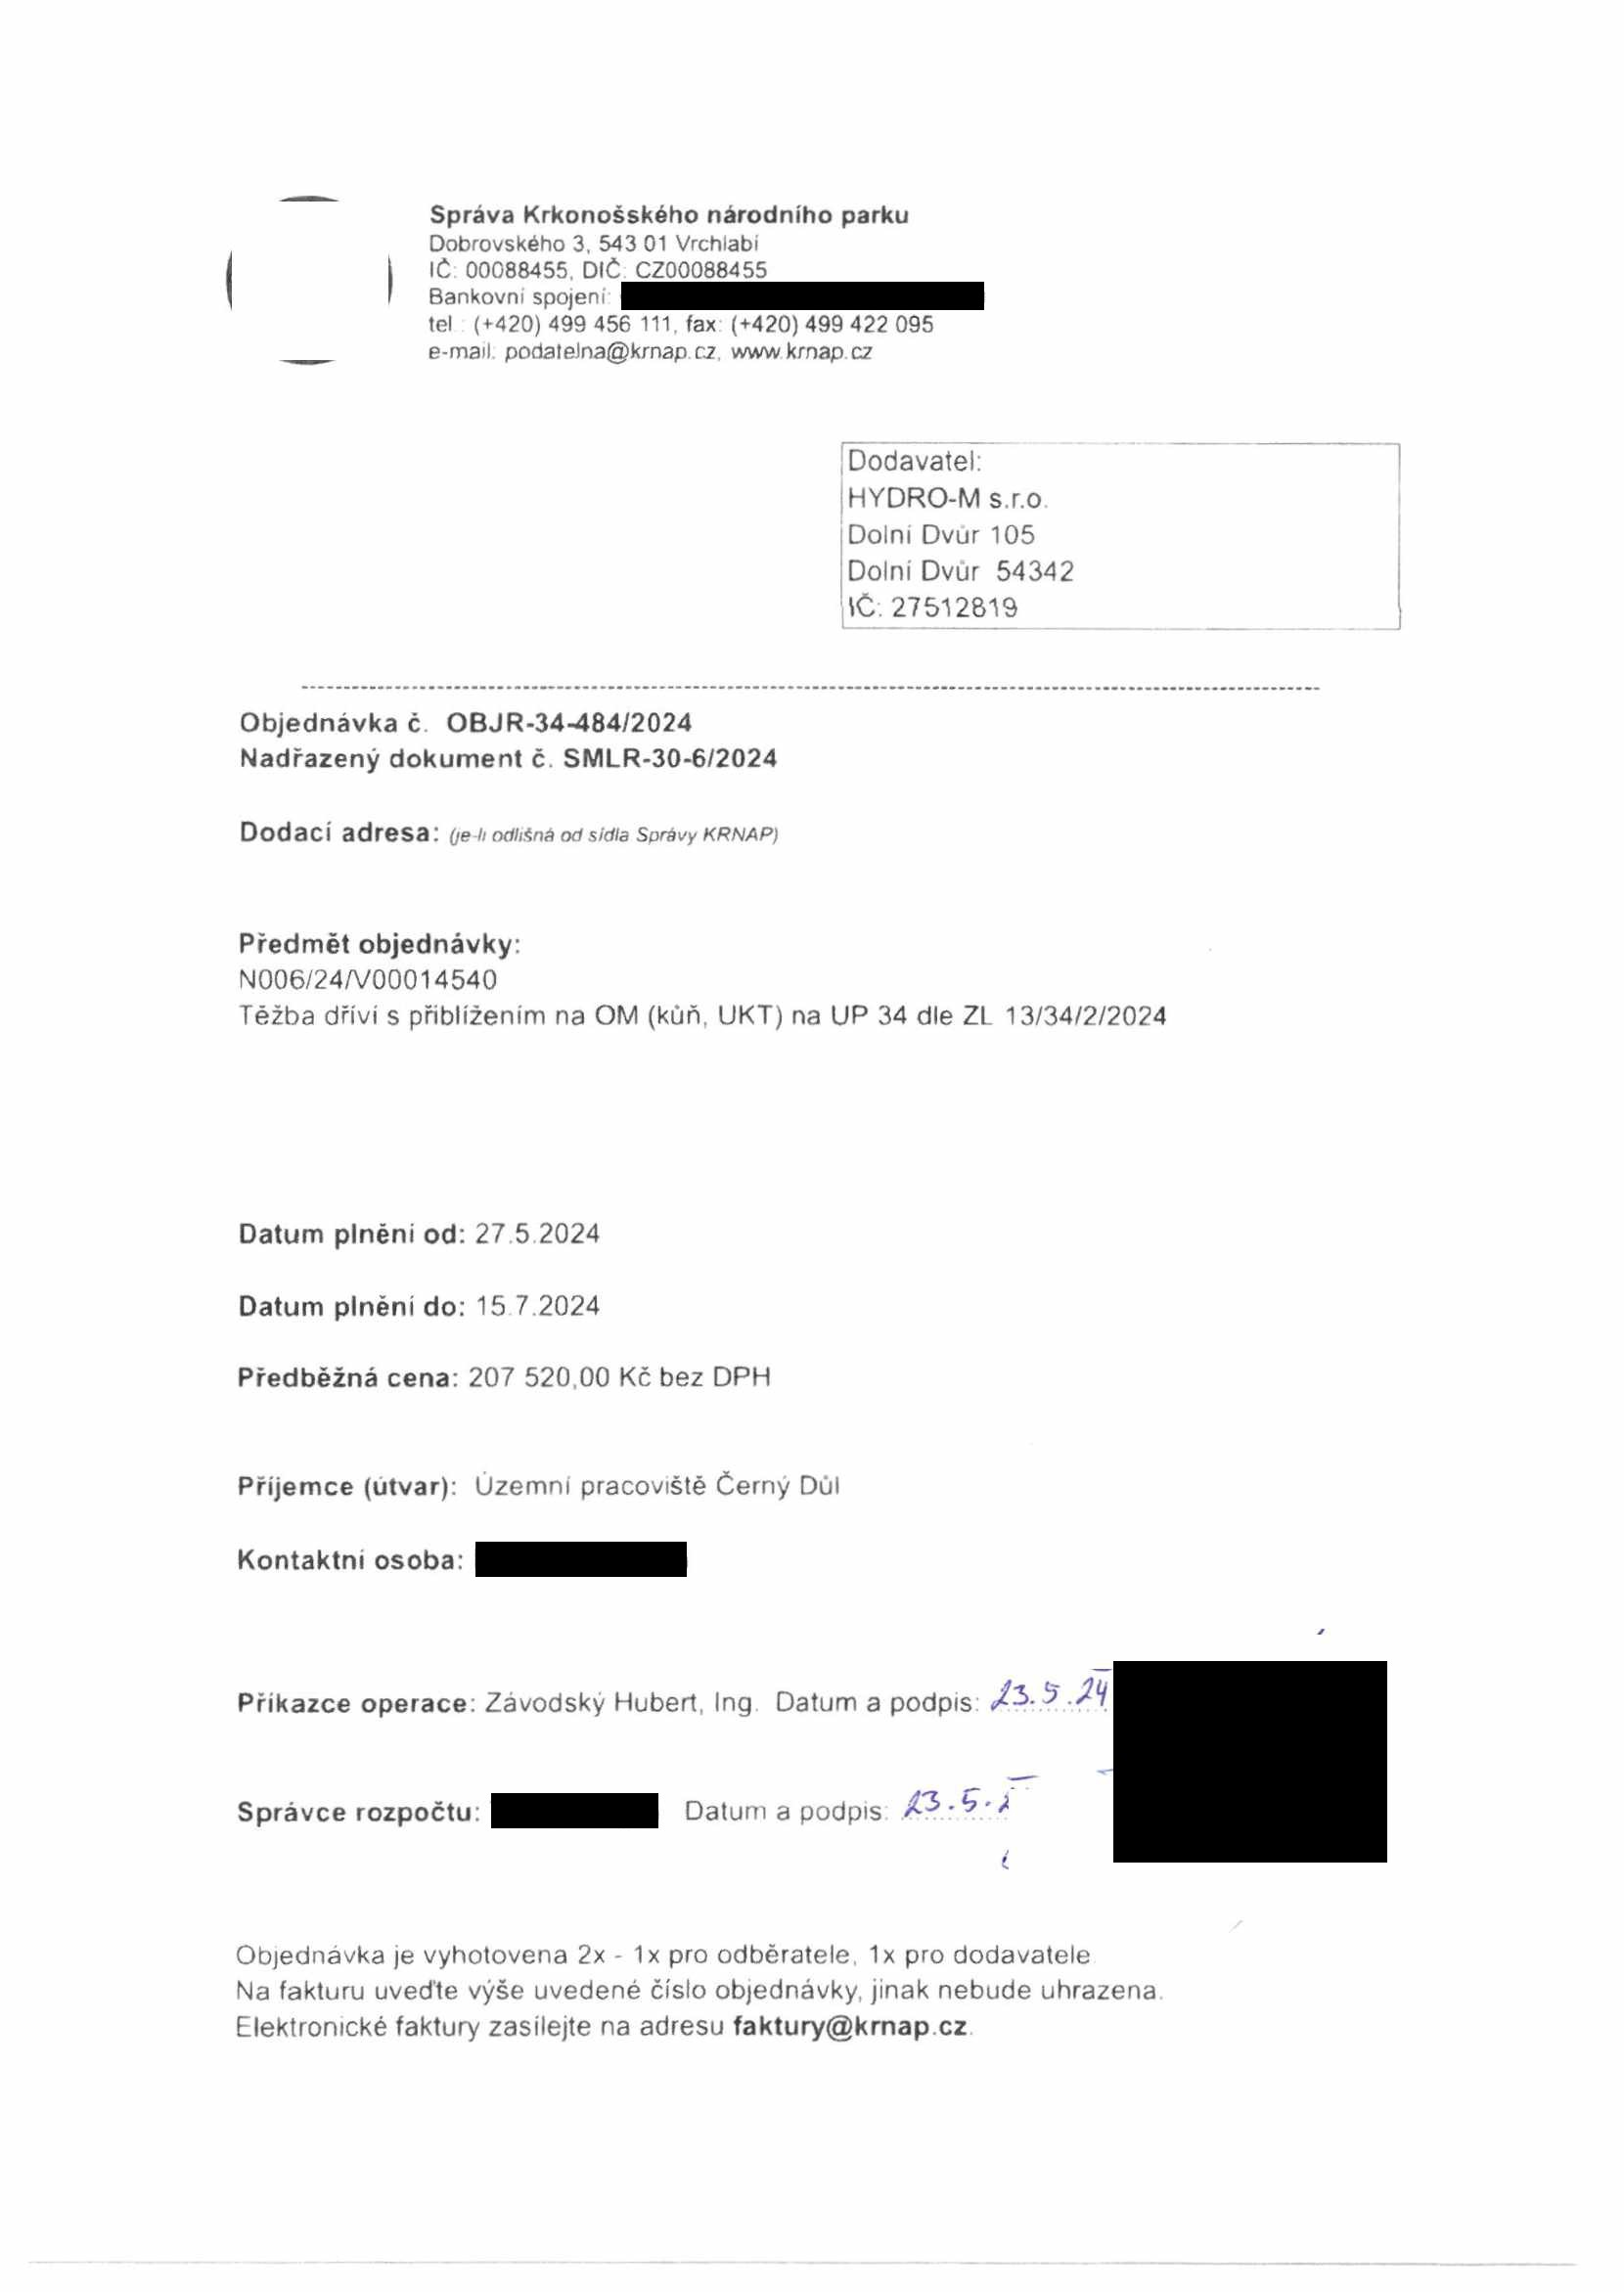 Správa Krkonošského národního parku
Dobrovského 3, 543 01 Vrchlabí
IČ: 00088455, DIČ: CZ00088455
Bankovní spojení:
tel.: (+420) 499 456 111, fax: (+420) 499 422 095
e-mail: podatelna@krnap.cz, www.krnap.cz
Dodavatel:
HYDRO-M s.r.o.
Dolní Dvůr 105
Dolní Dvůr 54342
IČ: 27512819
Objednávka č. OBJR-34-484/2024
Nadřazený dokument č. SMLR-30-6/2024
Dodací adresa: (je-li odlišná od sídla Správy KRNAP)
Předmět objednávky:
N006/24/V00014540
Těžba dříví s přiblížením na OM (kůň, UKT) na UP 34 dle ZL 13/34/2/2024
Datum plnění od: 27.5.2024
Datum plnění do: 15.7.2024
Předběžná cena: 207 520,00 Kč bez DPH
Příjemce (útvar): Územní pracoviště Černý Důl
Kontaktní osoba:
Příkazce operace: Závodský Hubert, Ing. Datum a podpis: 23.5.24
Správce rozpočtu: Datum a podpis: 23.5.
Objednávka je vyhotovena 2x - 1x pro odběratele, 1x pro dodavatele.
Na fakturu uveďte výše uvedené číslo objednávky, jinak nebude uhrazena.
Elektronické faktury zasílejte na adresu faktury@krnap.cz.